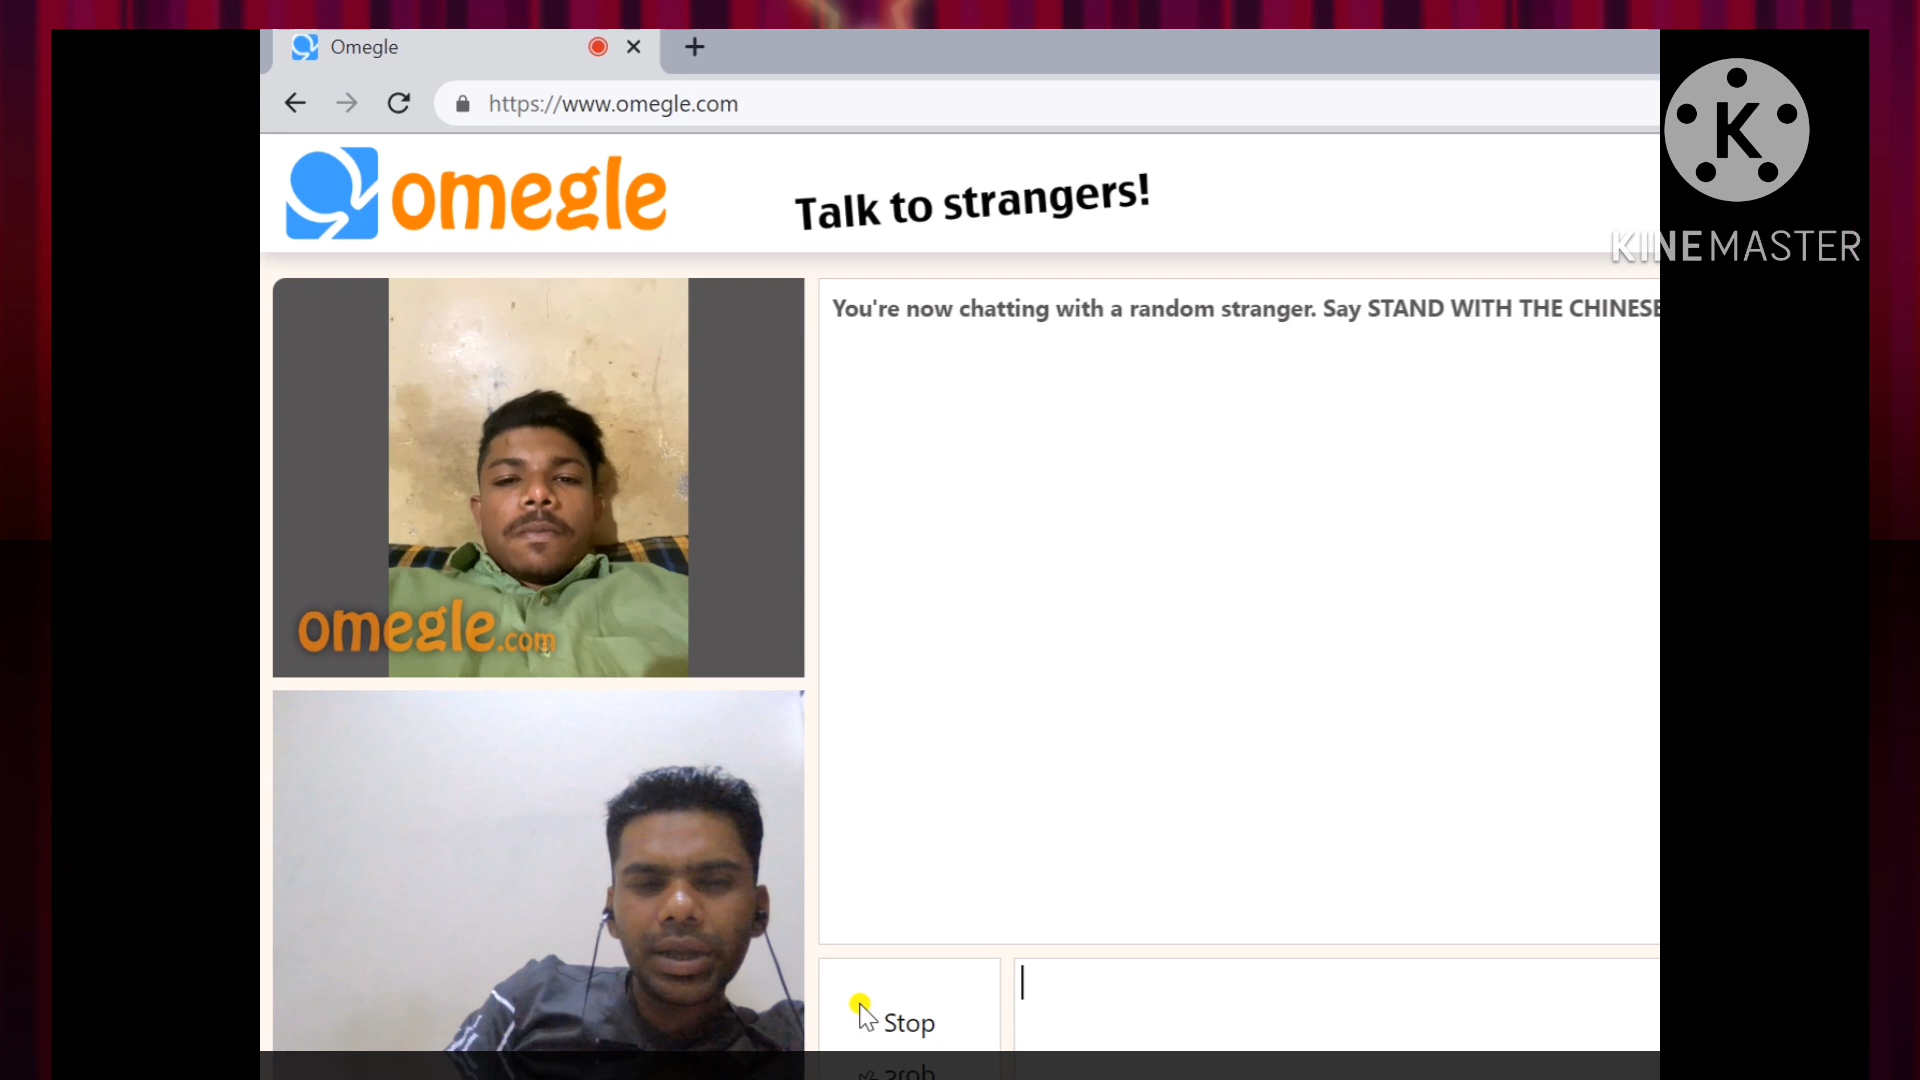 Omegle
https://www.omegle.com
omegle
Talk to strangers!
KINEMASTER
You're now chatting with a random stranger. Say STAND WITH THE CHINESE
omegle.com
Stop